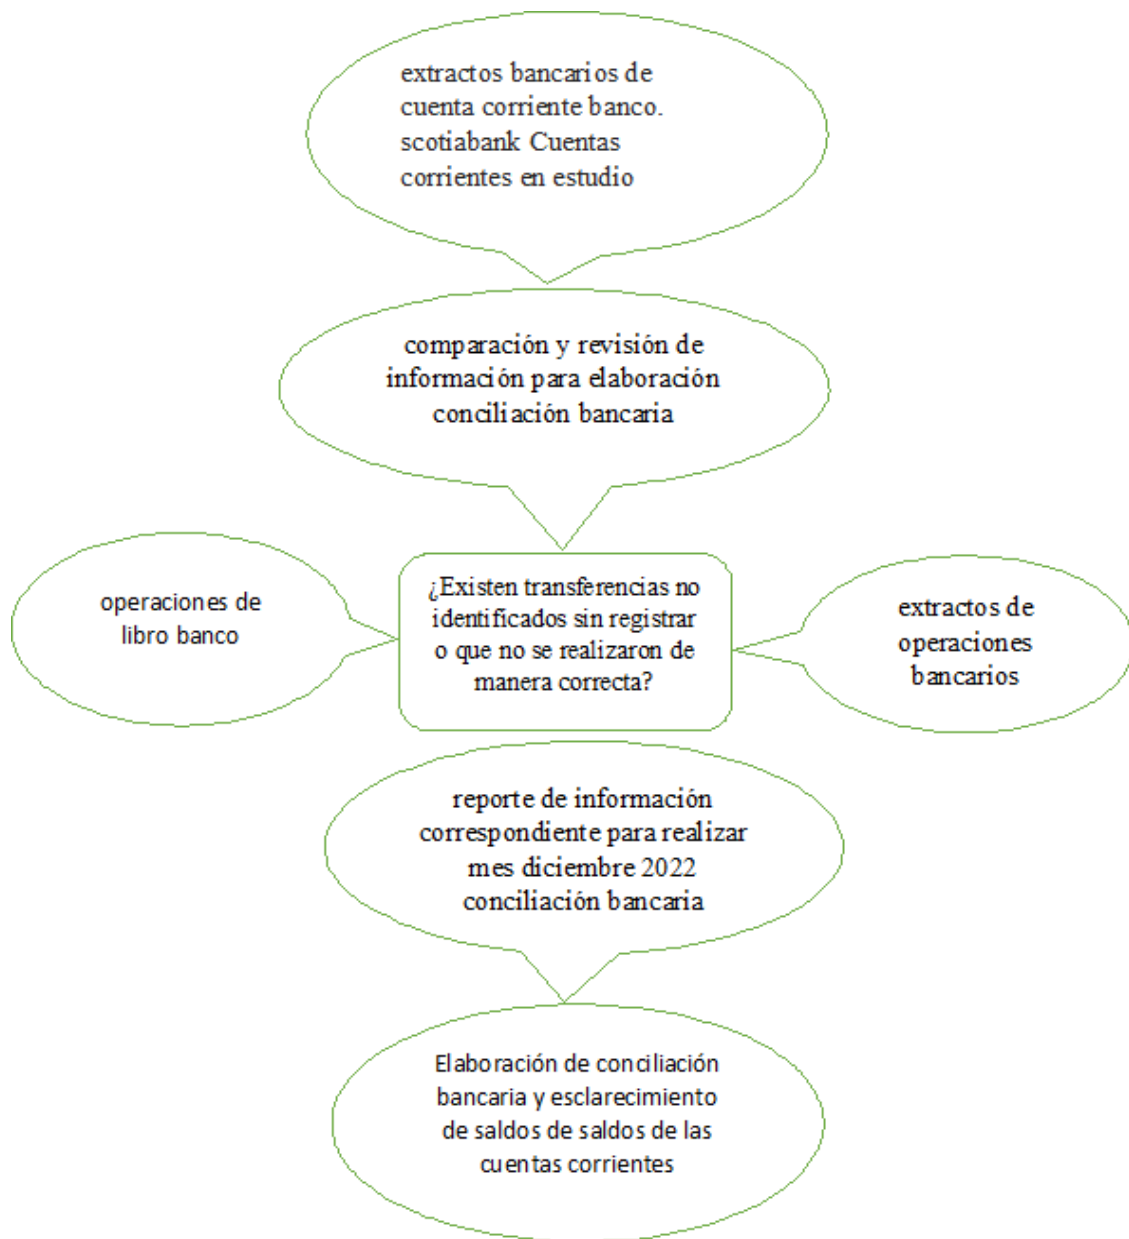 extractos bancarios de
cuenta corriente banco.
scotiabank Cuentas
corrientes en estudio
comparación y revisión de
información para elaboración
conciliación bancaria
operaciones de
libro banco
¿Existen transferencias no
identificados sin registrar
o que no se realizaron de
manera correcta?
extractos de
operaciones
bancarios
reporte de información
correspondiente para realizar
mes diciembre 2022
conciliación bancaria
Elaboración de conciliación
bancaria y esclarecimiento
de saldos de saldos de las
cuentas corrientes